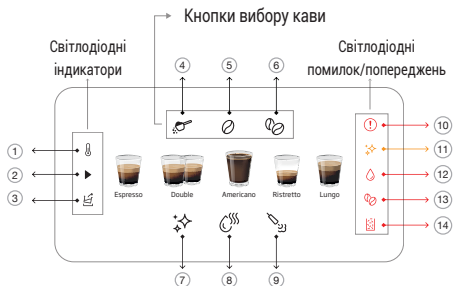 Кнопки вибору кави
Світлодіодні
індикатори
Світлодіодні
помилок/попереджень
4
5
6
1
2
3
10
11
12
13
14
Espresso
Double
Americano
Ristretto
Lungo
7
8
9